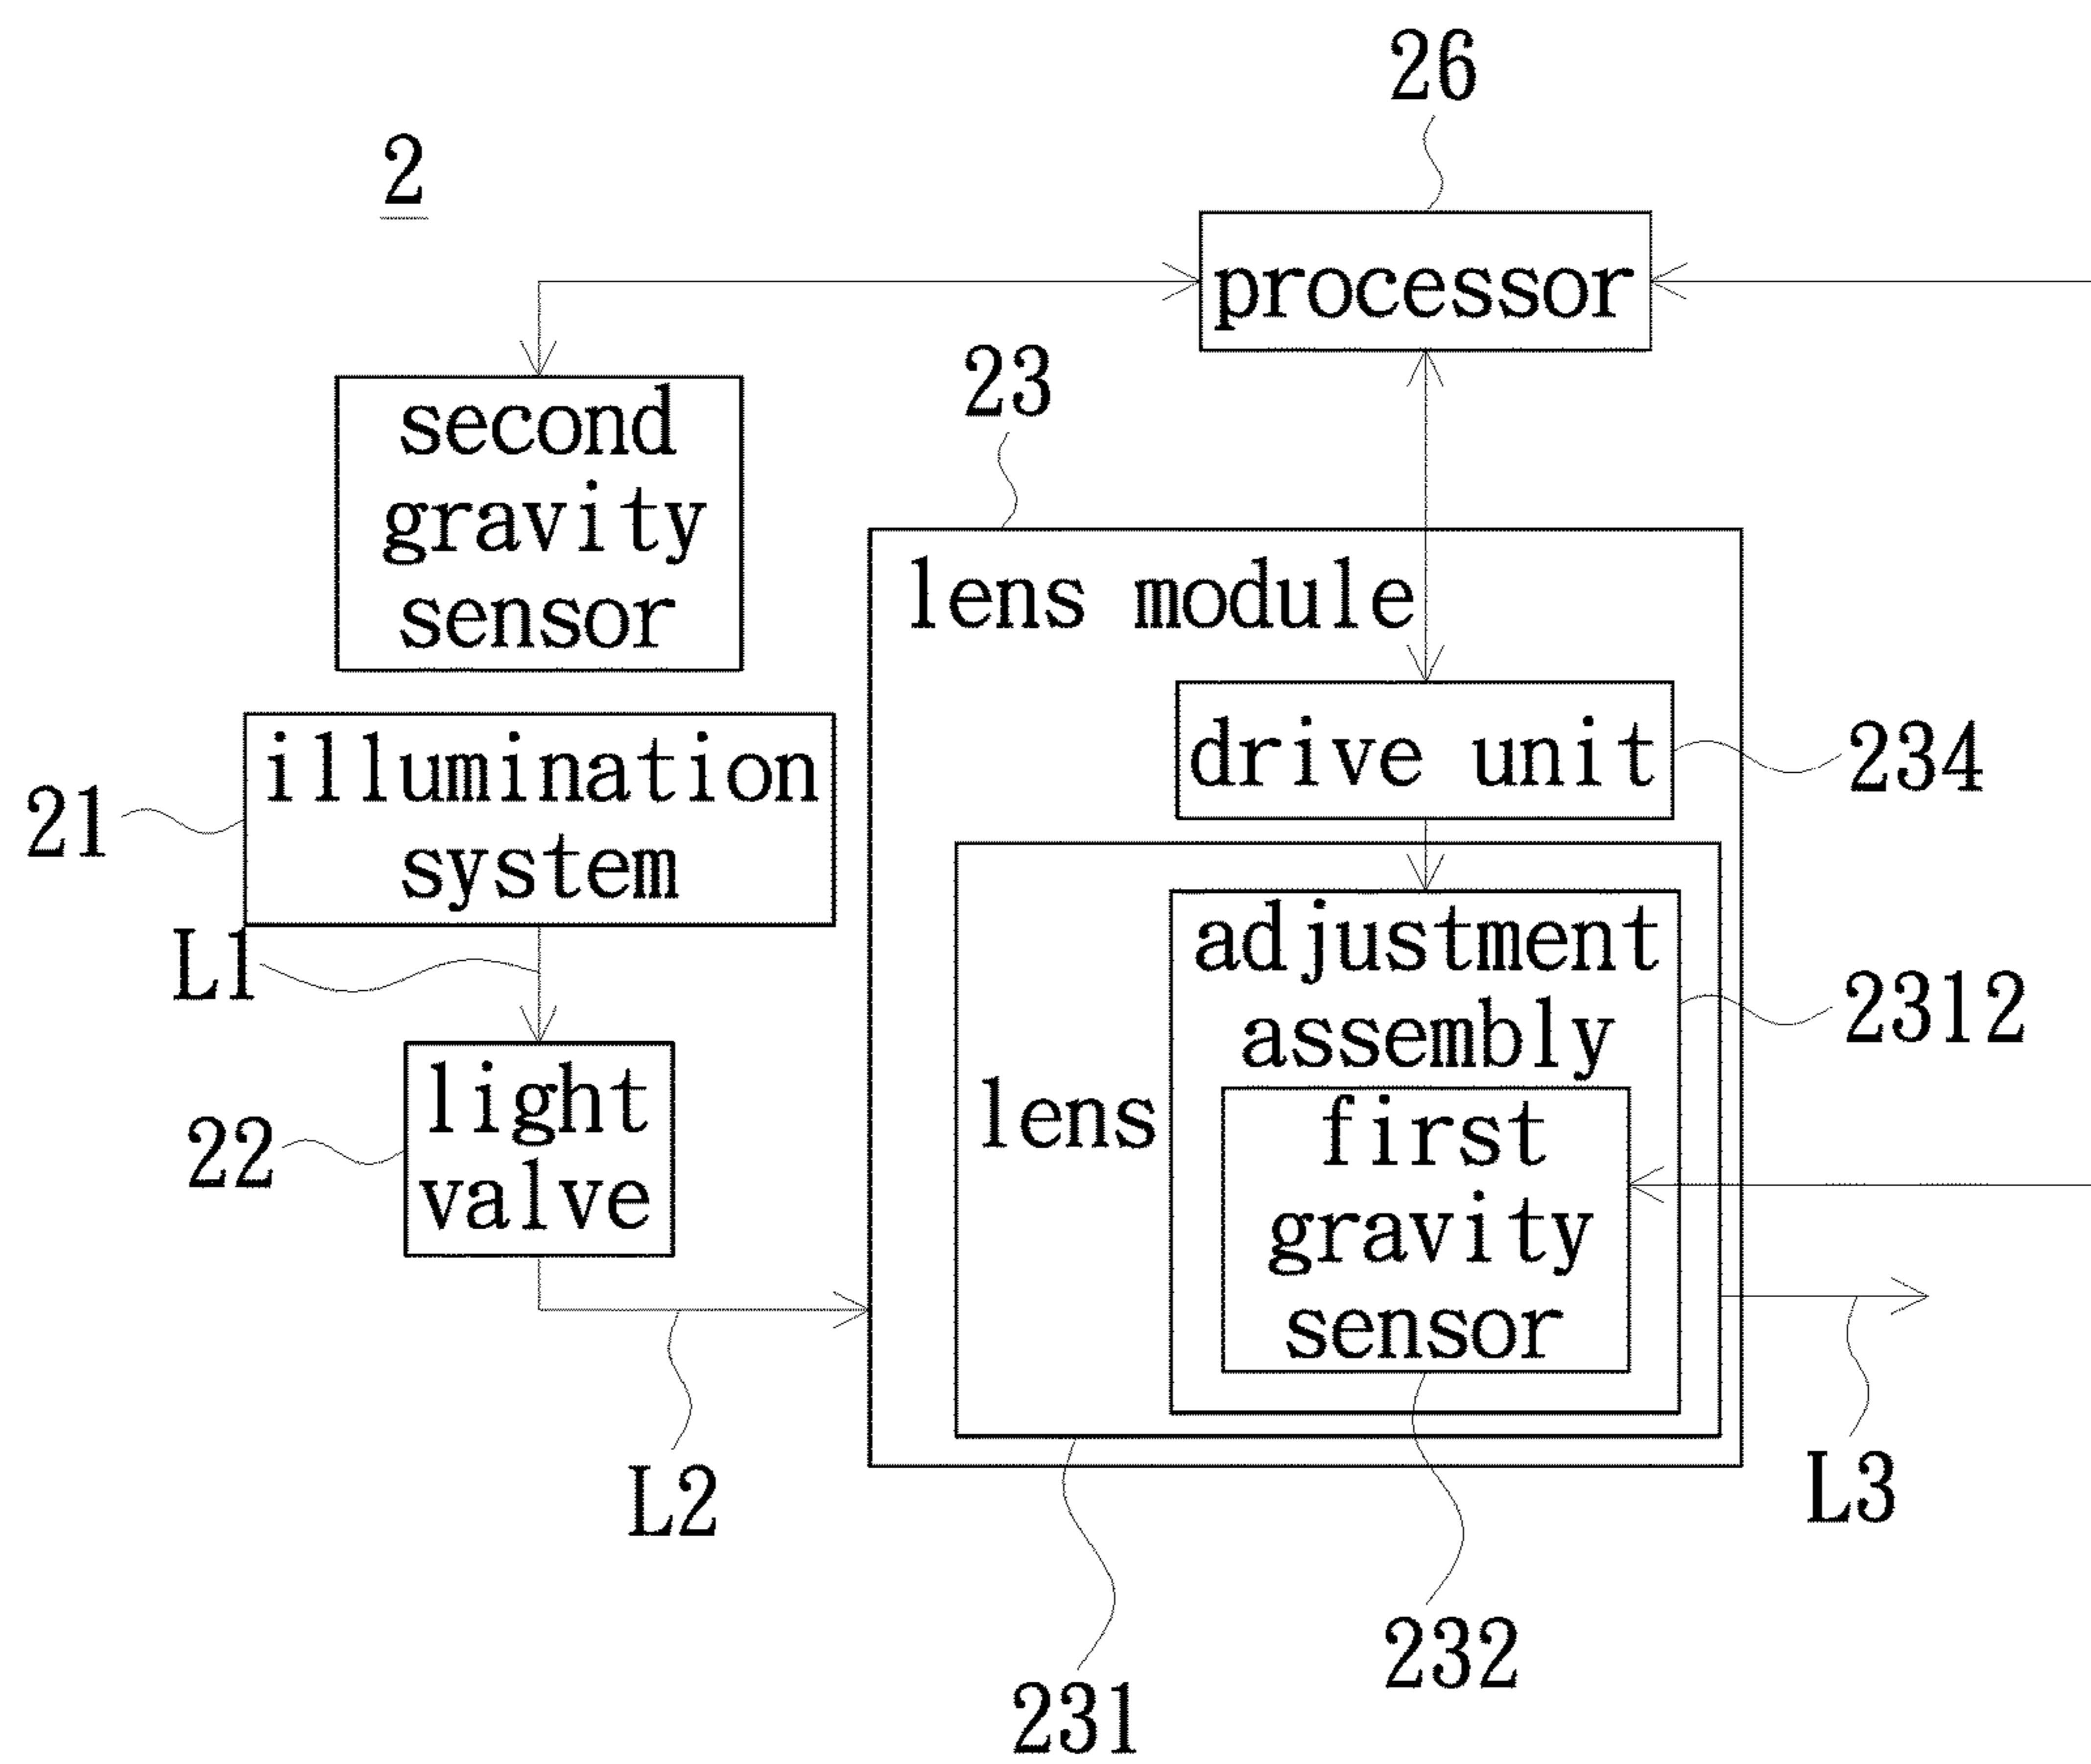 26
2
processor
23
second
gravity
sensor
lens module
drive unit
234
illumination
system
21
L1
adjustment
assembly
2312
light
valve
22
lens
first
gravity
sensor
L2
L3
232
231